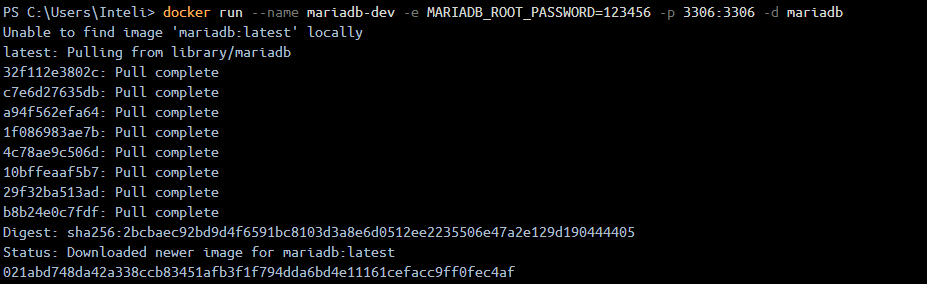 PS C:\Users\Inteli> docker run --name mariadb-dev -e MARIADB_ROOT_PASSWORD=123456 -p 3306:3306 -d mariadb
Unable to find image 'mariadb:latest' locally
latest: Pulling from library/mariadb
32f112e3802c: Pull complete
c7e6d27635db: Pull complete
a94f562efa64: Pull complete
1f086983ae7b: Pull complete
4c78ae9c506d: Pull complete
10bffeaaf5b7: Pull complete
29f32ba513ad: Pull complete
b8b24e0c7fdf: Pull complete
Digest: sha256:2bcbaec92bd9d4f6591bc8103d3a8e6d0512ee2235506e47a2e129d190444405
Status: Downloaded newer image for mariadb:latest
021abd748da42a338ccb83451afb3f1f794dda6bd4e11161cefacc9ff0fec4af